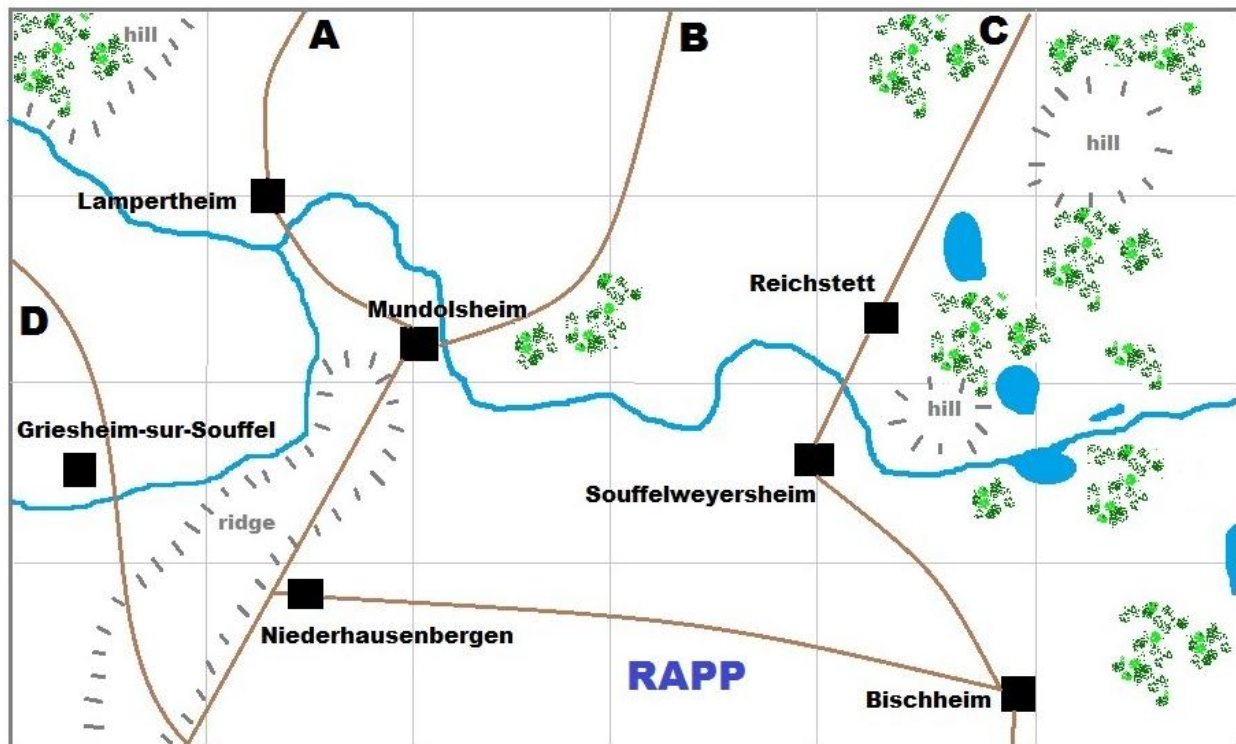 hill
A
B
C
hill
Lampertheim
Reichstett
Mundolsheim
D
hill
Griesheim-sur-Souffel
Souffelweyersheim
ridge
Niederhausenbergen
RAPP
Bischheim